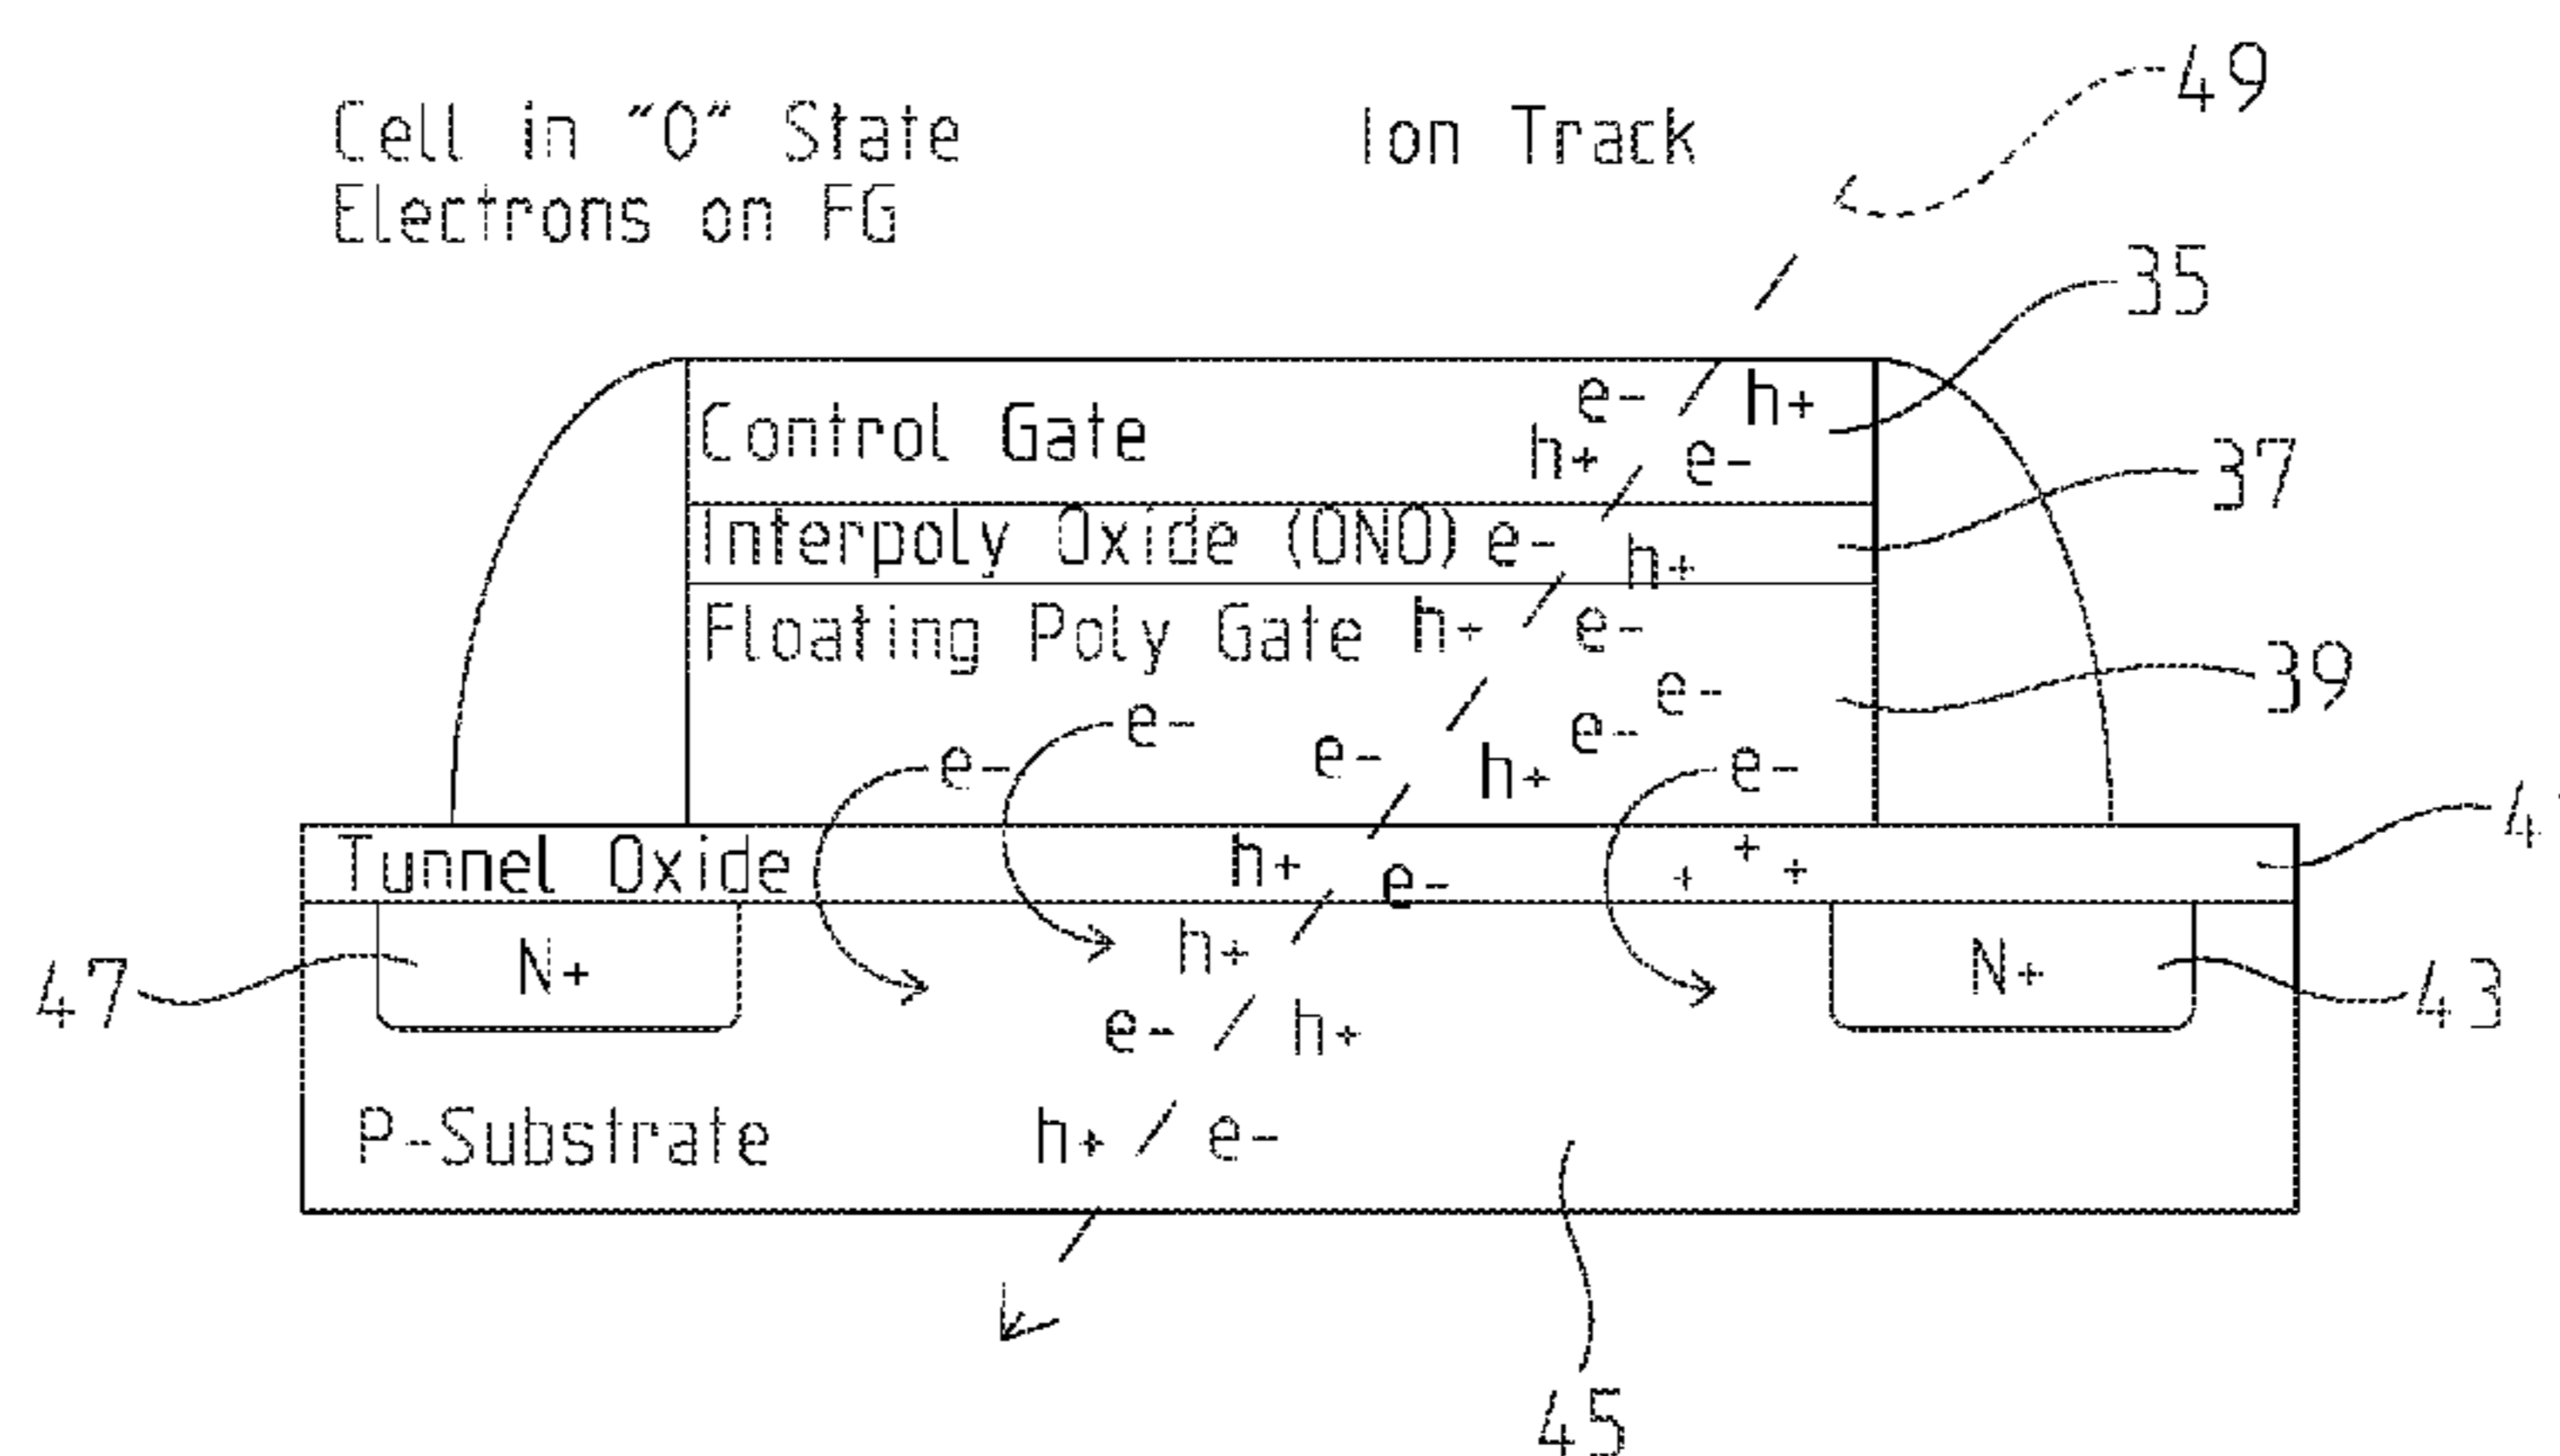 Cell in "0" State
Electrons on FG
Ion Track
49
35
Control Gate
e- h+
h+ e-
37
Interpoly Oxide (ONO) e- h+
Floating Poly Gate h+ e-
39
e-
e- e- e- h+ e- e-
Tunnel Oxide h+ e- + + +
47
N+
h+
N+
43
e- h+
P-Substrate h+ e-
45